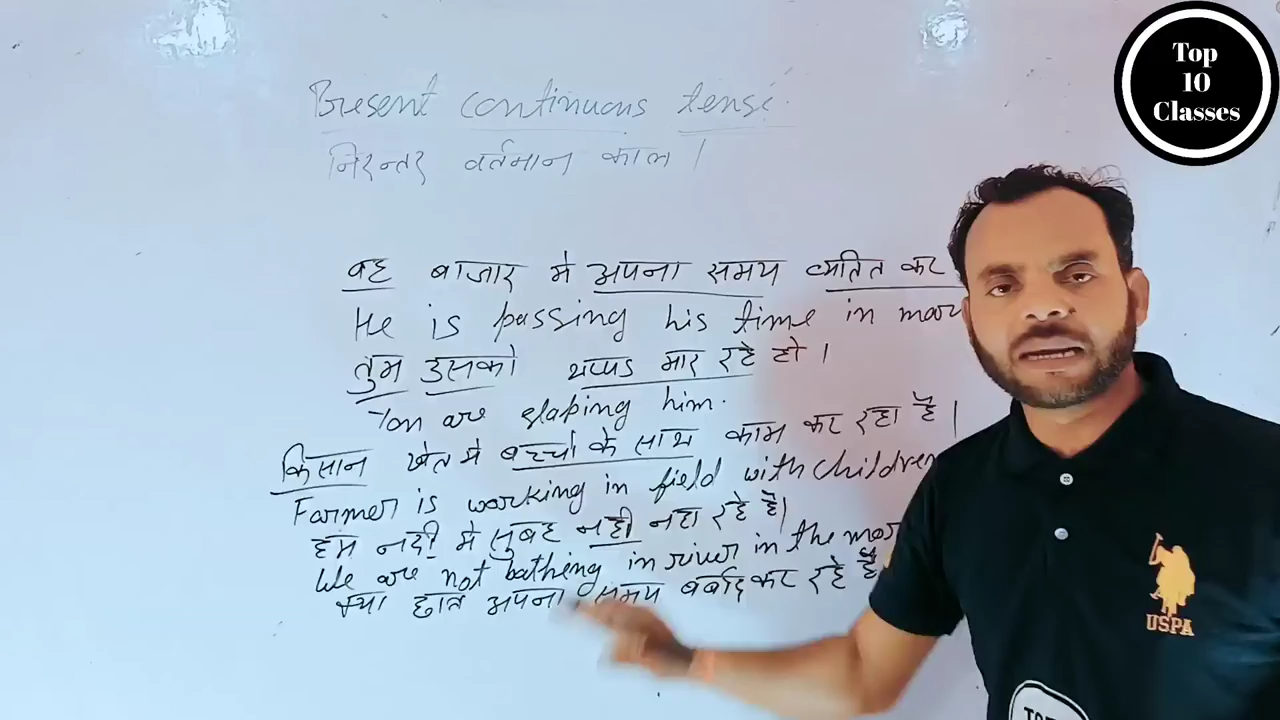 Top
10
Classes
Present continuous tense.
निरन्तर वर्तमान काल।
वह बाजार मे अपना समय व्यतित कर
He is passing his time in mar
तुम उसको थप्पड मार रहे हो।
You are slaping him.
किसान खेत मे बच्चो के साथ काम कर रहा है।
Farmer is working in field with children
हम नदी मे सुबह नही नहा रहे है।
We are not bathing in river in the mor
क्या छात्र अपना समय बर्बाद कर रहे है
USPA